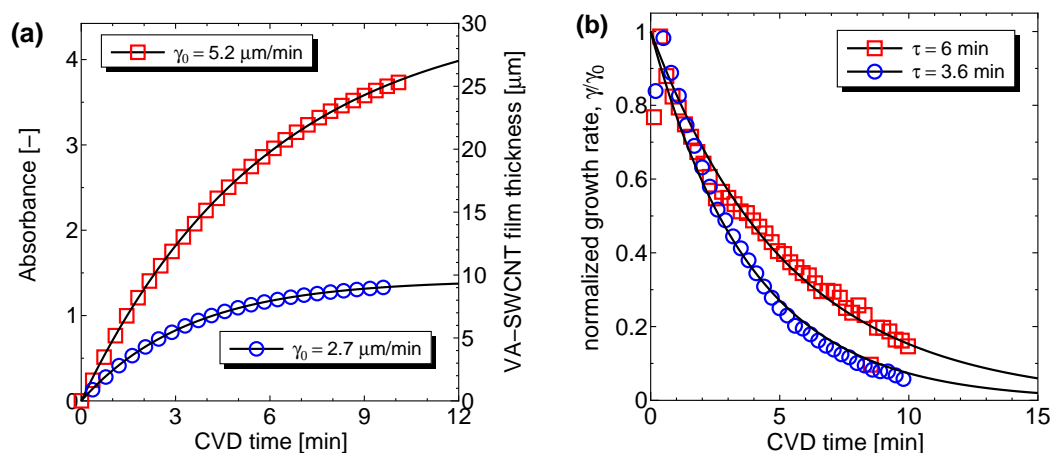 (a)
γ₀ = 5.2 μm/min
γ₀ = 2.7 μm/min
Absorbance [–]
0
1
2
3
4
VA–SWCNT film thickness [μm]
0
5
10
15
20
25
30
0
3
6
9
12
CVD time [min]
(b)
τ = 6 min
τ = 3.6 min
normalized growth rate, γ/γ₀
0
0.2
0.4
0.6
0.8
1
0
5
10
15
CVD time [min]